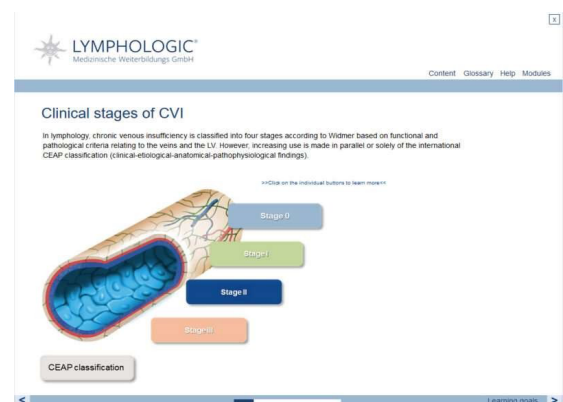 x
LYMPHOLOGIC®
Medizinische Weiterbildungs GmbH
Content Glossary Help Modules
Clinical stages of CVI
In lymphology, chronic venous insufficiency is classified into four stages according to Widmer based on functional and
pathological criteria relating to the veins and the LV. However, increasing use is made in parallel or solely of the international
CEAP classification (clinical-etiological-anatomical-pathophysiological findings).
>>Click on the individual buttons to learn more<<
Stage 0
Stage I
Stage II
Stage III
CEAP classification
< Learning goals >